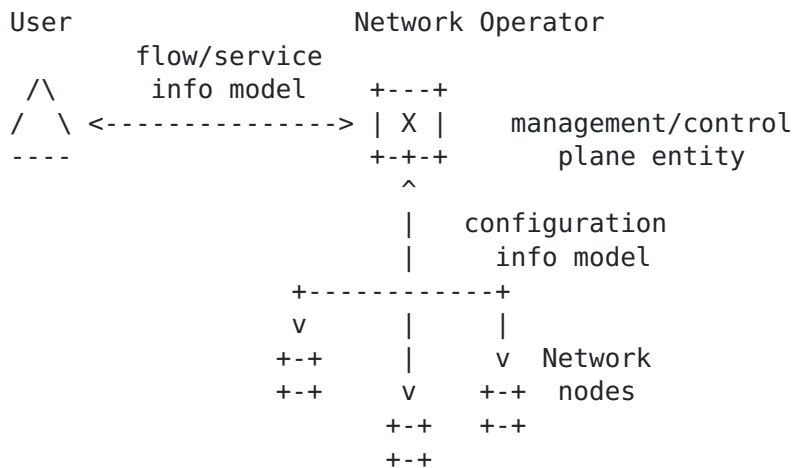 User                  Network Operator
        flow/service
 /\      info model    +---+
/  \ <---------------> | X |    management/control
----                   +-+-+       plane entity
                         ^
                         |   configuration
                         |     info model
                  +------------+
                  v      |     |
                 +-+     |     v  Network
                 +-+     v    +-+  nodes
                        +-+   +-+
                        +-+